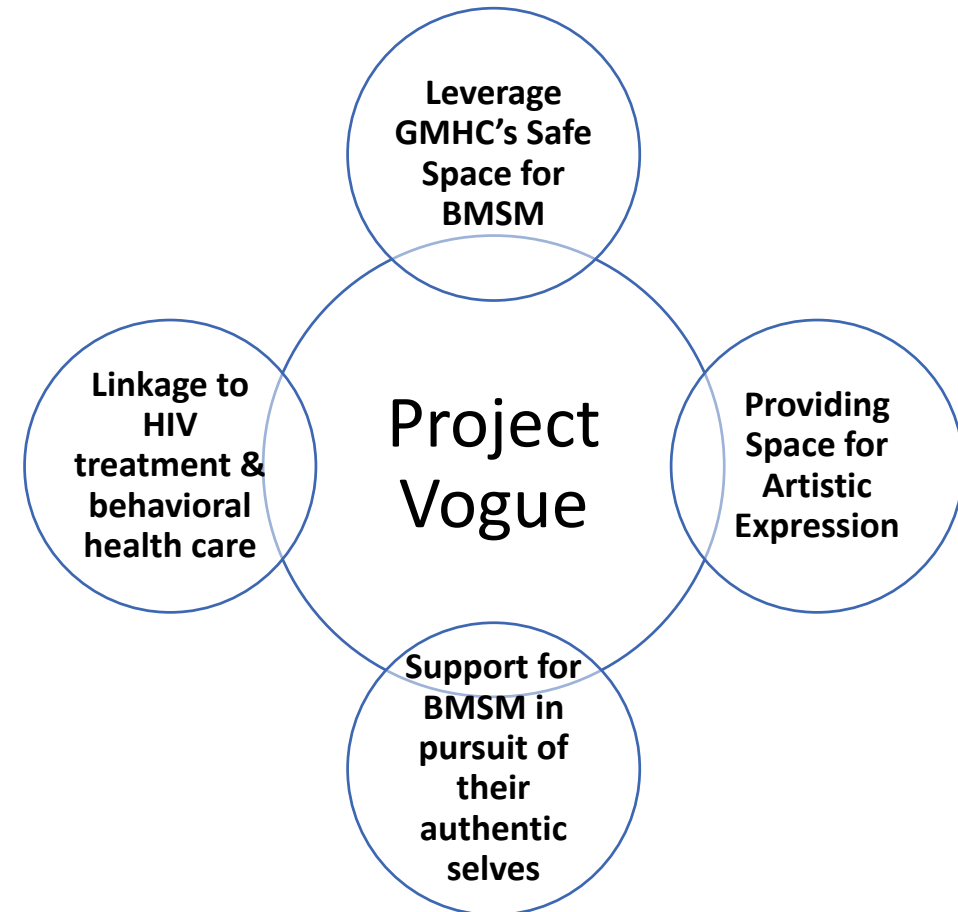 Leverage
GMHC’s Safe
Space for
BMSM
Linkage to
HIV
treatment &
behavioral
health care
Project
Vogue
Providing
Space for
Artistic
Expression
Support for
BMSM in
pursuit of
their
authentic
selves